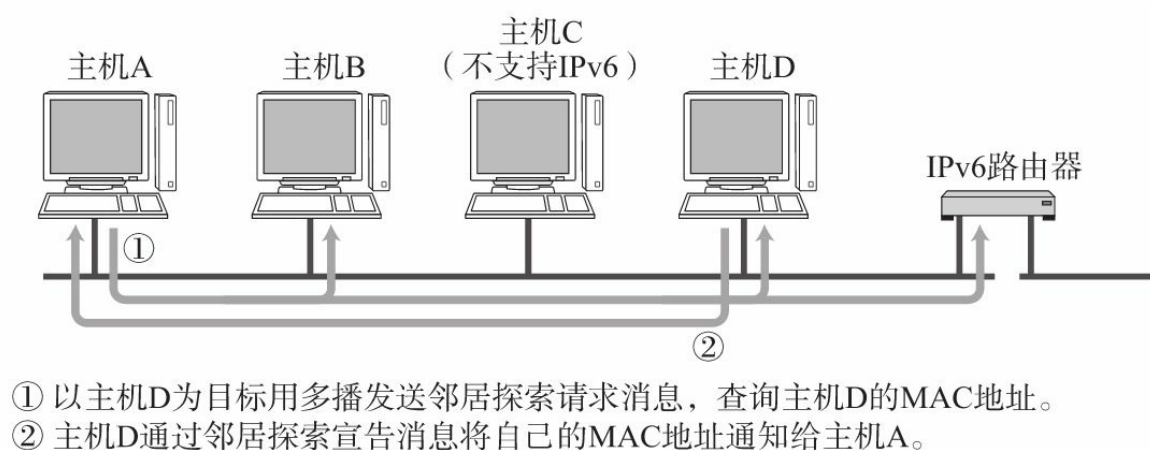 主机A
主机B
主机C
（不支持IPv6）
主机D
IPv6路由器
①
②
① 以主机D为目标用多播发送邻居探索请求消息，查询主机D的MAC地址。
② 主机D通过邻居探索宣告消息将自己的MAC地址通知给主机A。